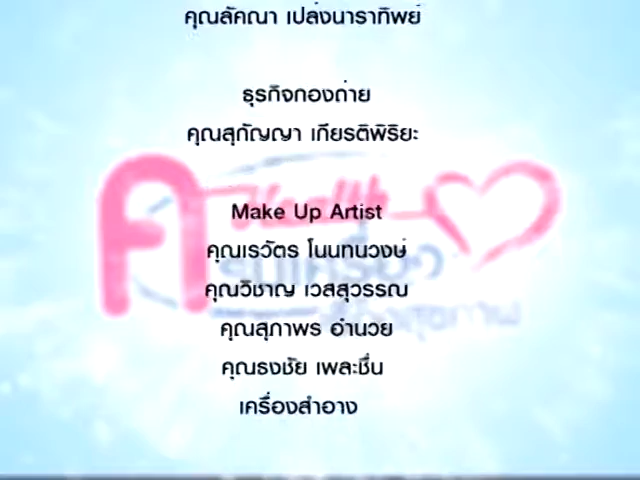 คุณลัคณา เปล่งนาราทิพย์
ธุรกิจกองถ่าย
คุณสุกัญญา เกียรติพิริยะ
Health
Make Up Artist
คุณเรวัตร โนนทนวงษ์
คุณวิชาญ เวสสุวรรณ
คุณสุภาพร อำนวย
คุณธงชัย เพละชื่น
เครื่องสำอาง